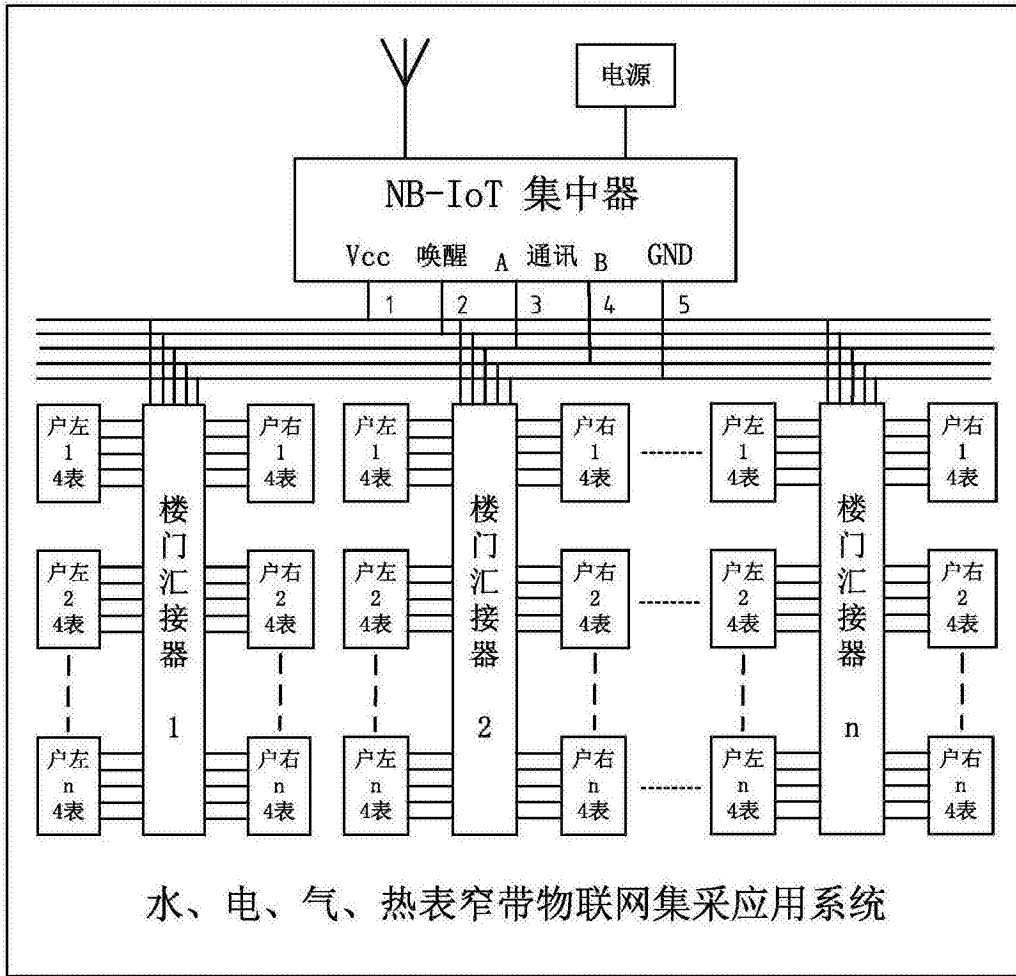 电源
NB-IoT 集中器
Vcc 唤醒 A 通讯 B GND
1 2 3 4 5
户左 户右 户左 户右 户左 户右
1 1 1 1 1 1
4表 4表 4表 4表 4表 4表
楼门汇接器 1
楼门汇接器 2
楼门汇接器 n
户左 户右 户左 户右 户左 户右
2 2 2 2 2 2
4表 4表 4表 4表 4表 4表
户左 户右 户左 户右 户左 户右
n n n n n n
4表 4表 4表 4表 4表 4表
水、电、气、热表窄带物联网集采应用系统